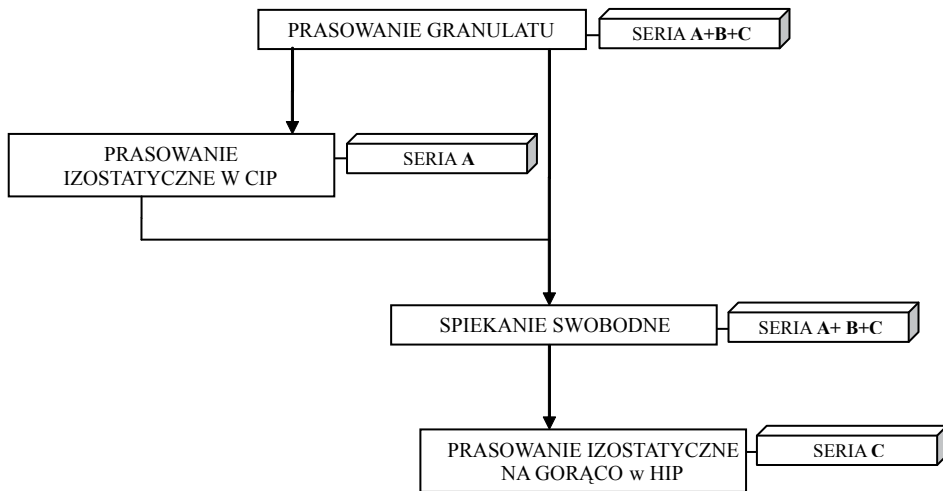 PRASOWANIE GRANULATU
SERIA A+B+C
PRASOWANIE
IZOSTATYCZNE W CIP
SERIA A
SPIEKANIE SWOBODNE
SERIA A+ B+C
PRASOWANIE IZOSTATYCZNE
NA GORĄCO w HIP
SERIA C